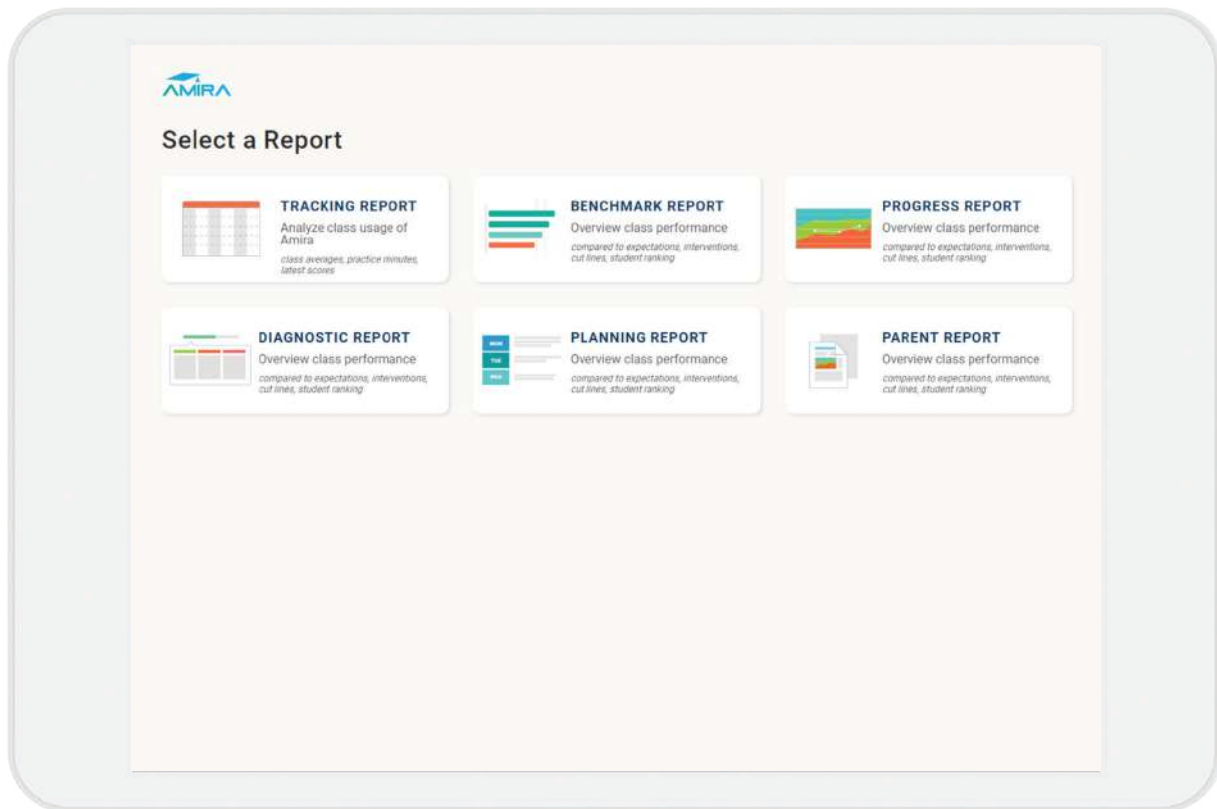 AMIRA
Select a Report
TRACKING REPORT
Analyze class usage of
Amira
class averages, practice minutes,
latest scores
BENCHMARK REPORT
Overview class performance
compared to expectations, interventions,
cut lines, student ranking
PROGRESS REPORT
Overview class performance
compared to expectations, interventions,
cut lines, student ranking
DIAGNOSTIC REPORT
Overview class performance
compared to expectations, interventions,
cut lines, student ranking
MON
TUE
PLANNING REPORT
Overview class performance
compared to expectations, interventions,
cut lines, student ranking
PARENT REPORT
Overview class performance
compared to expectations, interventions,
cut lines, student ranking